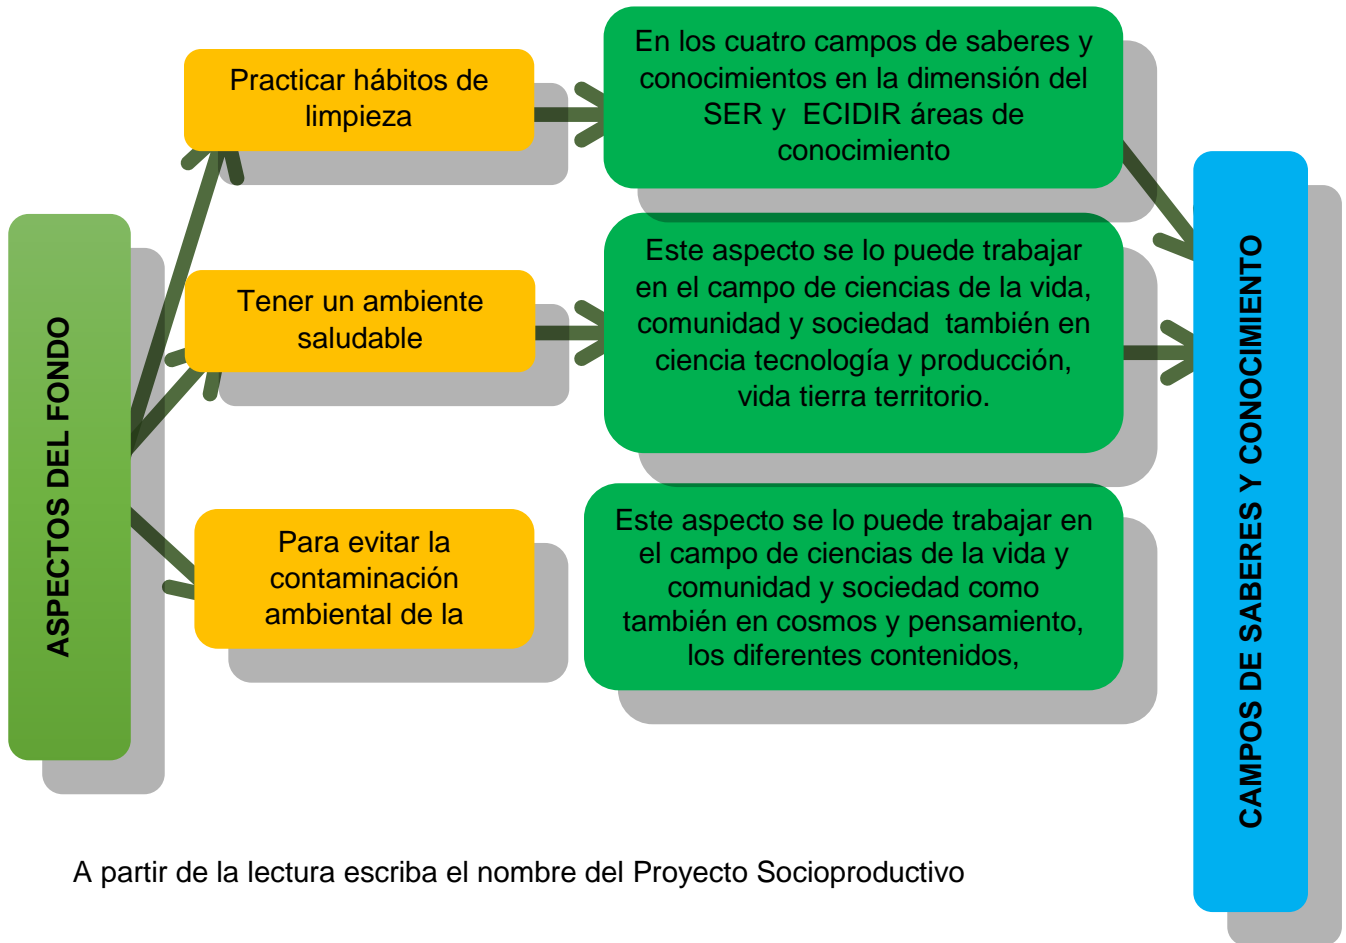 ASPECTOS DEL FONDO
Practicar hábitos de
limpieza
En los cuatro campos de saberes y
conocimientos en la dimensión del
SER y  ECIDIR áreas de
conocimiento
Tener un ambiente
saludable
Este aspecto se lo puede trabajar
en el campo de ciencias de la vida,
comunidad y sociedad  también en
ciencia tecnología y producción,
vida tierra territorio.
Para evitar la
contaminación
ambiental de la
Este aspecto se lo puede trabajar en
el campo de ciencias de la vida y
comunidad y sociedad como
también en cosmos y pensamiento,
los diferentes contenidos,
CAMPOS DE SABERES Y CONOCIMIENTO
A partir de la lectura escriba el nombre del Proyecto Socioproductivo